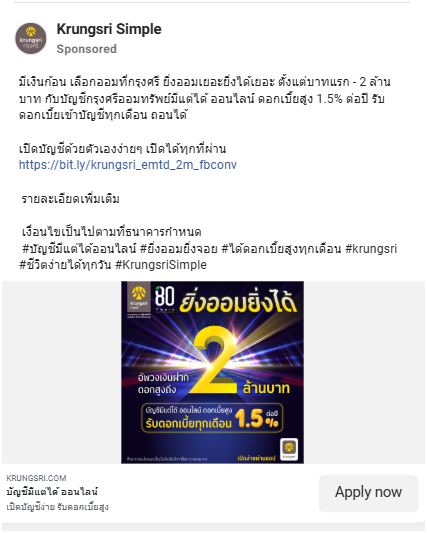 Krungsri Simple
Sponsored
มีเงินก้อน เลือกออมที่กรุงศรี ยิ่งออมเยอะยิ่งได้เยอะ ตั้งแต่บาทแรก - 2 ล้าน
บาท กับบัญชีกรุงศรีออมทรัพย์มีแต่ได้ ออนไลน์ ดอกเบี้ยสูง 1.5% ต่อปี รับ
ดอกเบี้ยเข้าบัญชีทุกเดือน ถอนได้
เปิดบัญชีด้วยตัวเองง่ายๆ เปิดได้ทุกที่ผ่าน
https://bit.ly/krungsri_emtd_2m_fbconv
รายละเอียดเพิ่มเติม
เงื่อนไขเป็นไปตามที่ธนาคารกำหนด
#บัญชีมีแต่ได้ออนไลน์ #ยิ่งออมยิ่งจอย #ได้ดอกเบี้ยสูงทุกเดือน #krungsri
#ชีวิตง่ายได้ทุกวัน #KrungsriSimple
krungsri
กรุงศรี
80
ยิ่งออมยิ่งได้
2
อัพวงเงินฝาก
ดอกสูงถึง
ล้านบาท
บัญชีมีแต่ได้ ออนไลน์ ดอกเบี้ยสูง
รับดอกเบี้ยทุกเดือน 1.5% ต่อปี
เปิดง่ายผ่านแอป
KRUNGSRI.COM
บัญชีมีแต่ได้ ออนไลน์
เปิดบัญชีง่าย รับดอกเบี้ยสูง
Apply now